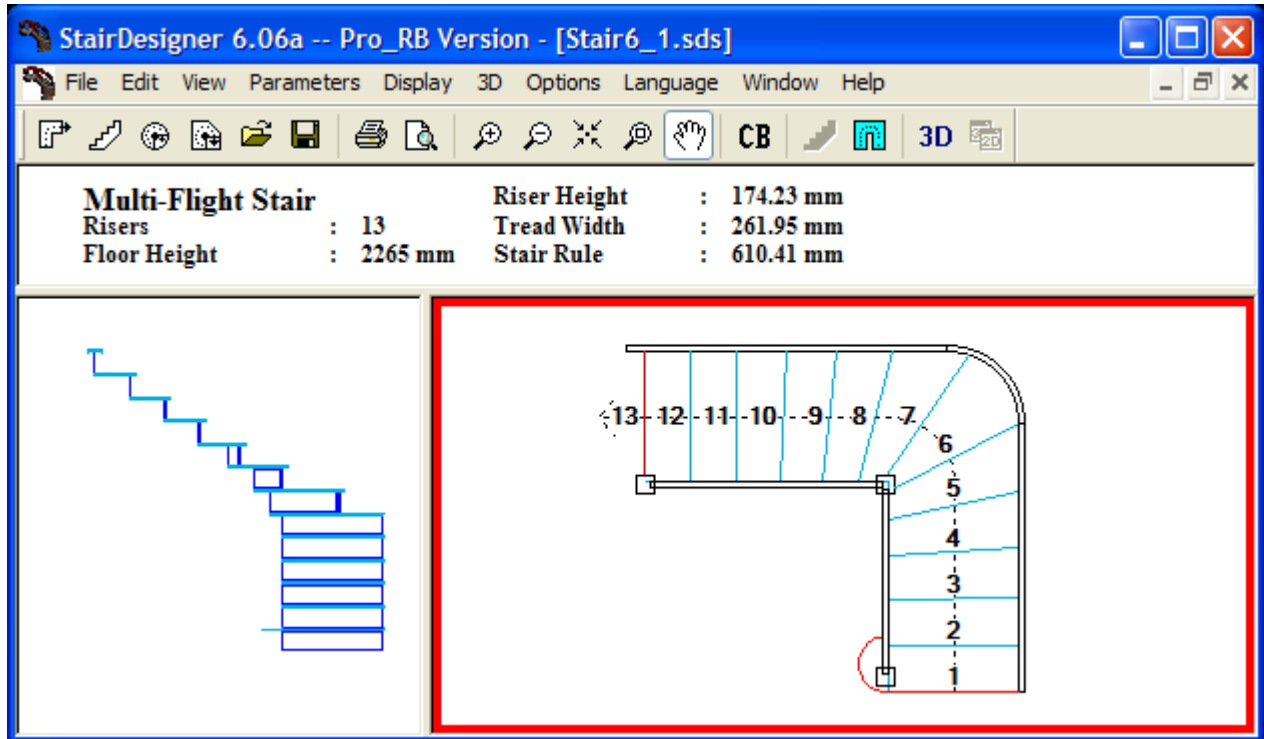 StairDesigner 6.06a -- Pro_RB Version - [Stair6_1.sds]
File Edit View Parameters Display 3D Options Language Window Help
CB 3D
Multi-Flight Stair Riser Height : 174.23 mm
Risers : 13 Tread Width : 261.95 mm
Floor Height : 2265 mm Stair Rule : 610.41 mm
13 12 11 10 9 8 7
6
5
4
3
2
1